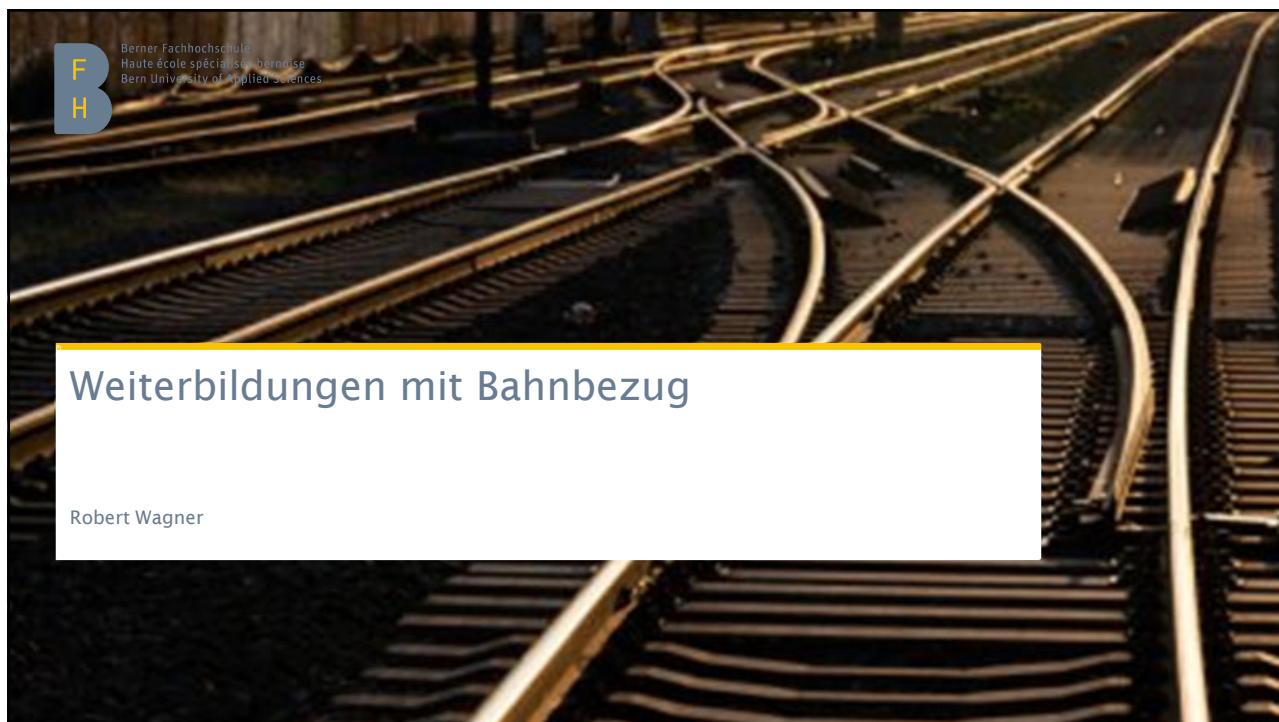 F
H
Berner Fachhochschule
Haute école spécialisée bernoise
Bern University of Applied Sciences
Weiterbildungen mit Bahnbezug
Robert Wagner